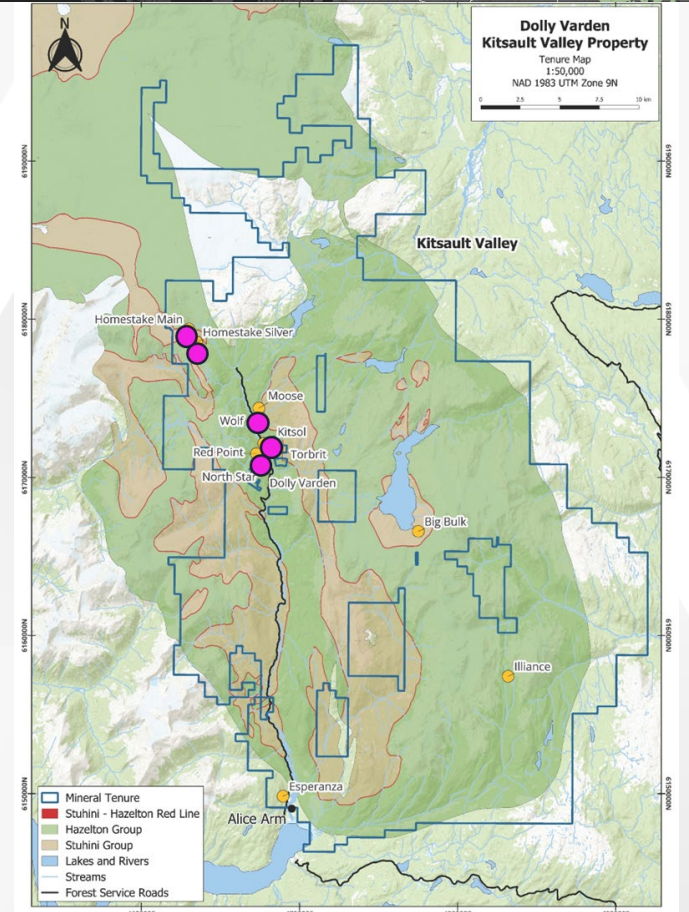 Dolly Varden
Kitsault Valley Property
Tenure Map
1:50,000
NAD 1983 UTM Zone 9N
0 2.5 5 7.5 10 km
N
6190000N
6190000N
Kitsault Valley
6180000N
6180000N
Homestake Main
Homestake Silver
Moose
Wolf
Kitsol
Red Point
Torbrit
6170000N
6170000N
North Star
Dolly Varden
Big Bulk
6160000N
6160000N
Illiance
Esperanza
6150000N
6150000N
Alice Arm
Mineral Tenure
Stuhini - Hazelton Red Line
Hazelton Group
Stuhini Group
Lakes and Rivers
Streams
Forest Service Roads